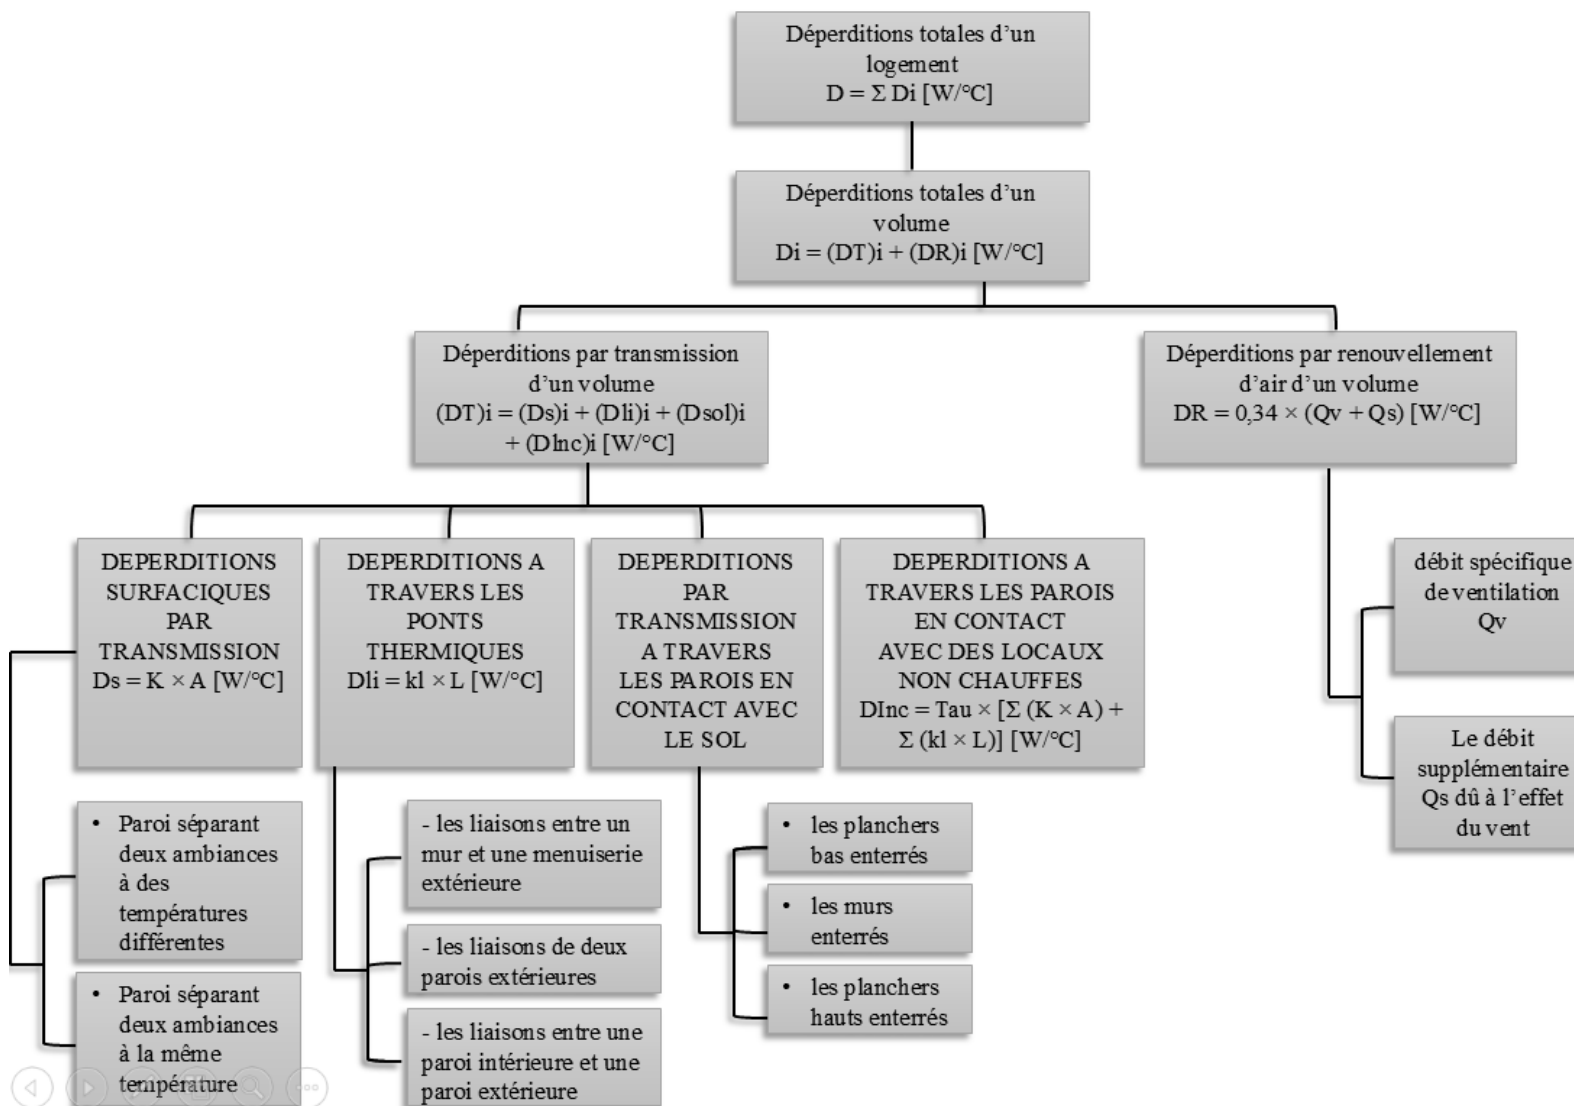 Déperditions totales d'un
logement
D = Σ Di [W/°C]
Déperditions totales d'un
volume
Di = (DT)i + (DR)i [W/°C]
Déperditions par transmission
d'un volume
(DT)i = (Ds)i + (Dli)i + (Dsol)i
+ (Dlnc)i [W/°C]
Déperditions par renouvellement
d'air d'un volume
DR = 0,34 × (Qv + Qs) [W/°C]
DEPERDITIONS
SURFACIQUES
PAR
TRANSMISSION
Ds = K × A [W/°C]
DEPERDITIONS A
TRAVERS LES
PONTS
THERMIQUES
Dli = kl × L [W/°C]
DEPERDITIONS
PAR
TRANSMISSION
A TRAVERS
LES PAROIS EN
CONTACT AVEC
LE SOL
DEPERDITIONS A
TRAVERS LES PAROIS
EN CONTACT
AVEC DES LOCAUX
NON CHAUFFES
DInc = Tau × [Σ (K × A) +
Σ (kl × L)] [W/°C]
débit spécifique
de ventilation
Qv
Le débit
supplémentaire
Qs dû à l'effet
du vent
• Paroi séparant
deux ambiances
à des
températures
différentes
• Paroi séparant
deux ambiances
à la même
température
- les liaisons entre un
mur et une menuiserie
extérieure
- les liaisons de deux
parois extérieures
- les liaisons entre une
paroi intérieure et une
paroi extérieure
• les planchers
bas enterrés
• les murs
enterrés
• les planchers
hauts enterrés